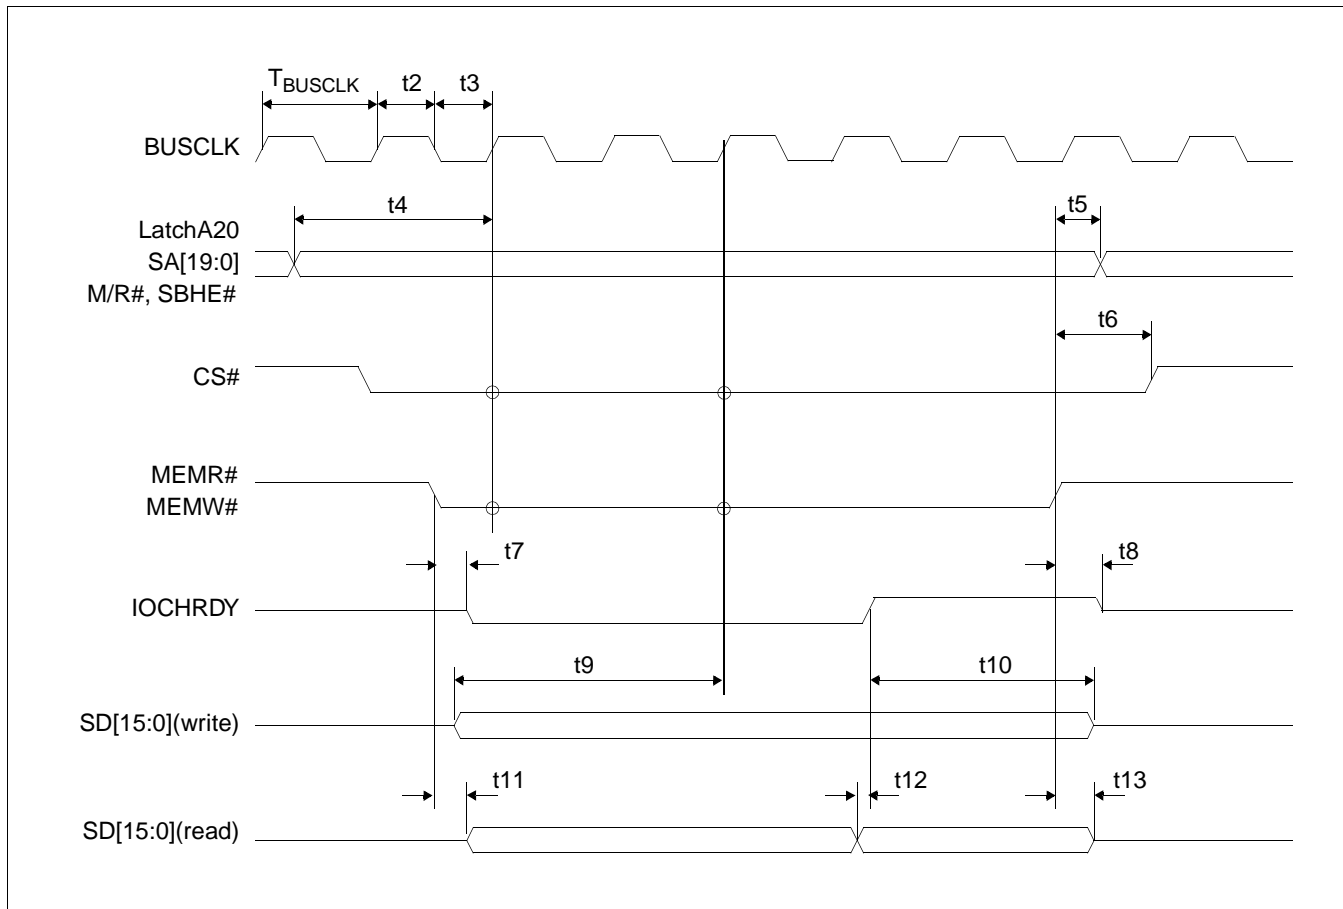 TBUSCLK t2 t3
BUSCLK
t4 t5
LatchA20
SA[19:0]
M/R#, SBHE#
t6
CS#
MEMR#
MEMW#
t7 t8
IOCHRDY
t9 t10
SD[15:0](write)
t11 t12 t13
SD[15:0](read)